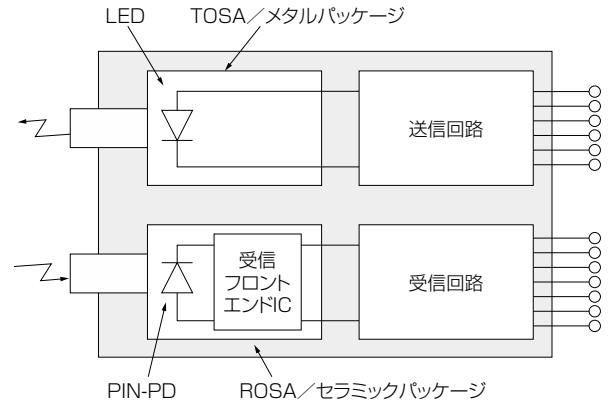 LED
TOSA／メタルパッケージ
送信回路
受信
フロント
エンドIC
受信回路
PIN-PD
ROSA／セラミックパッケージ